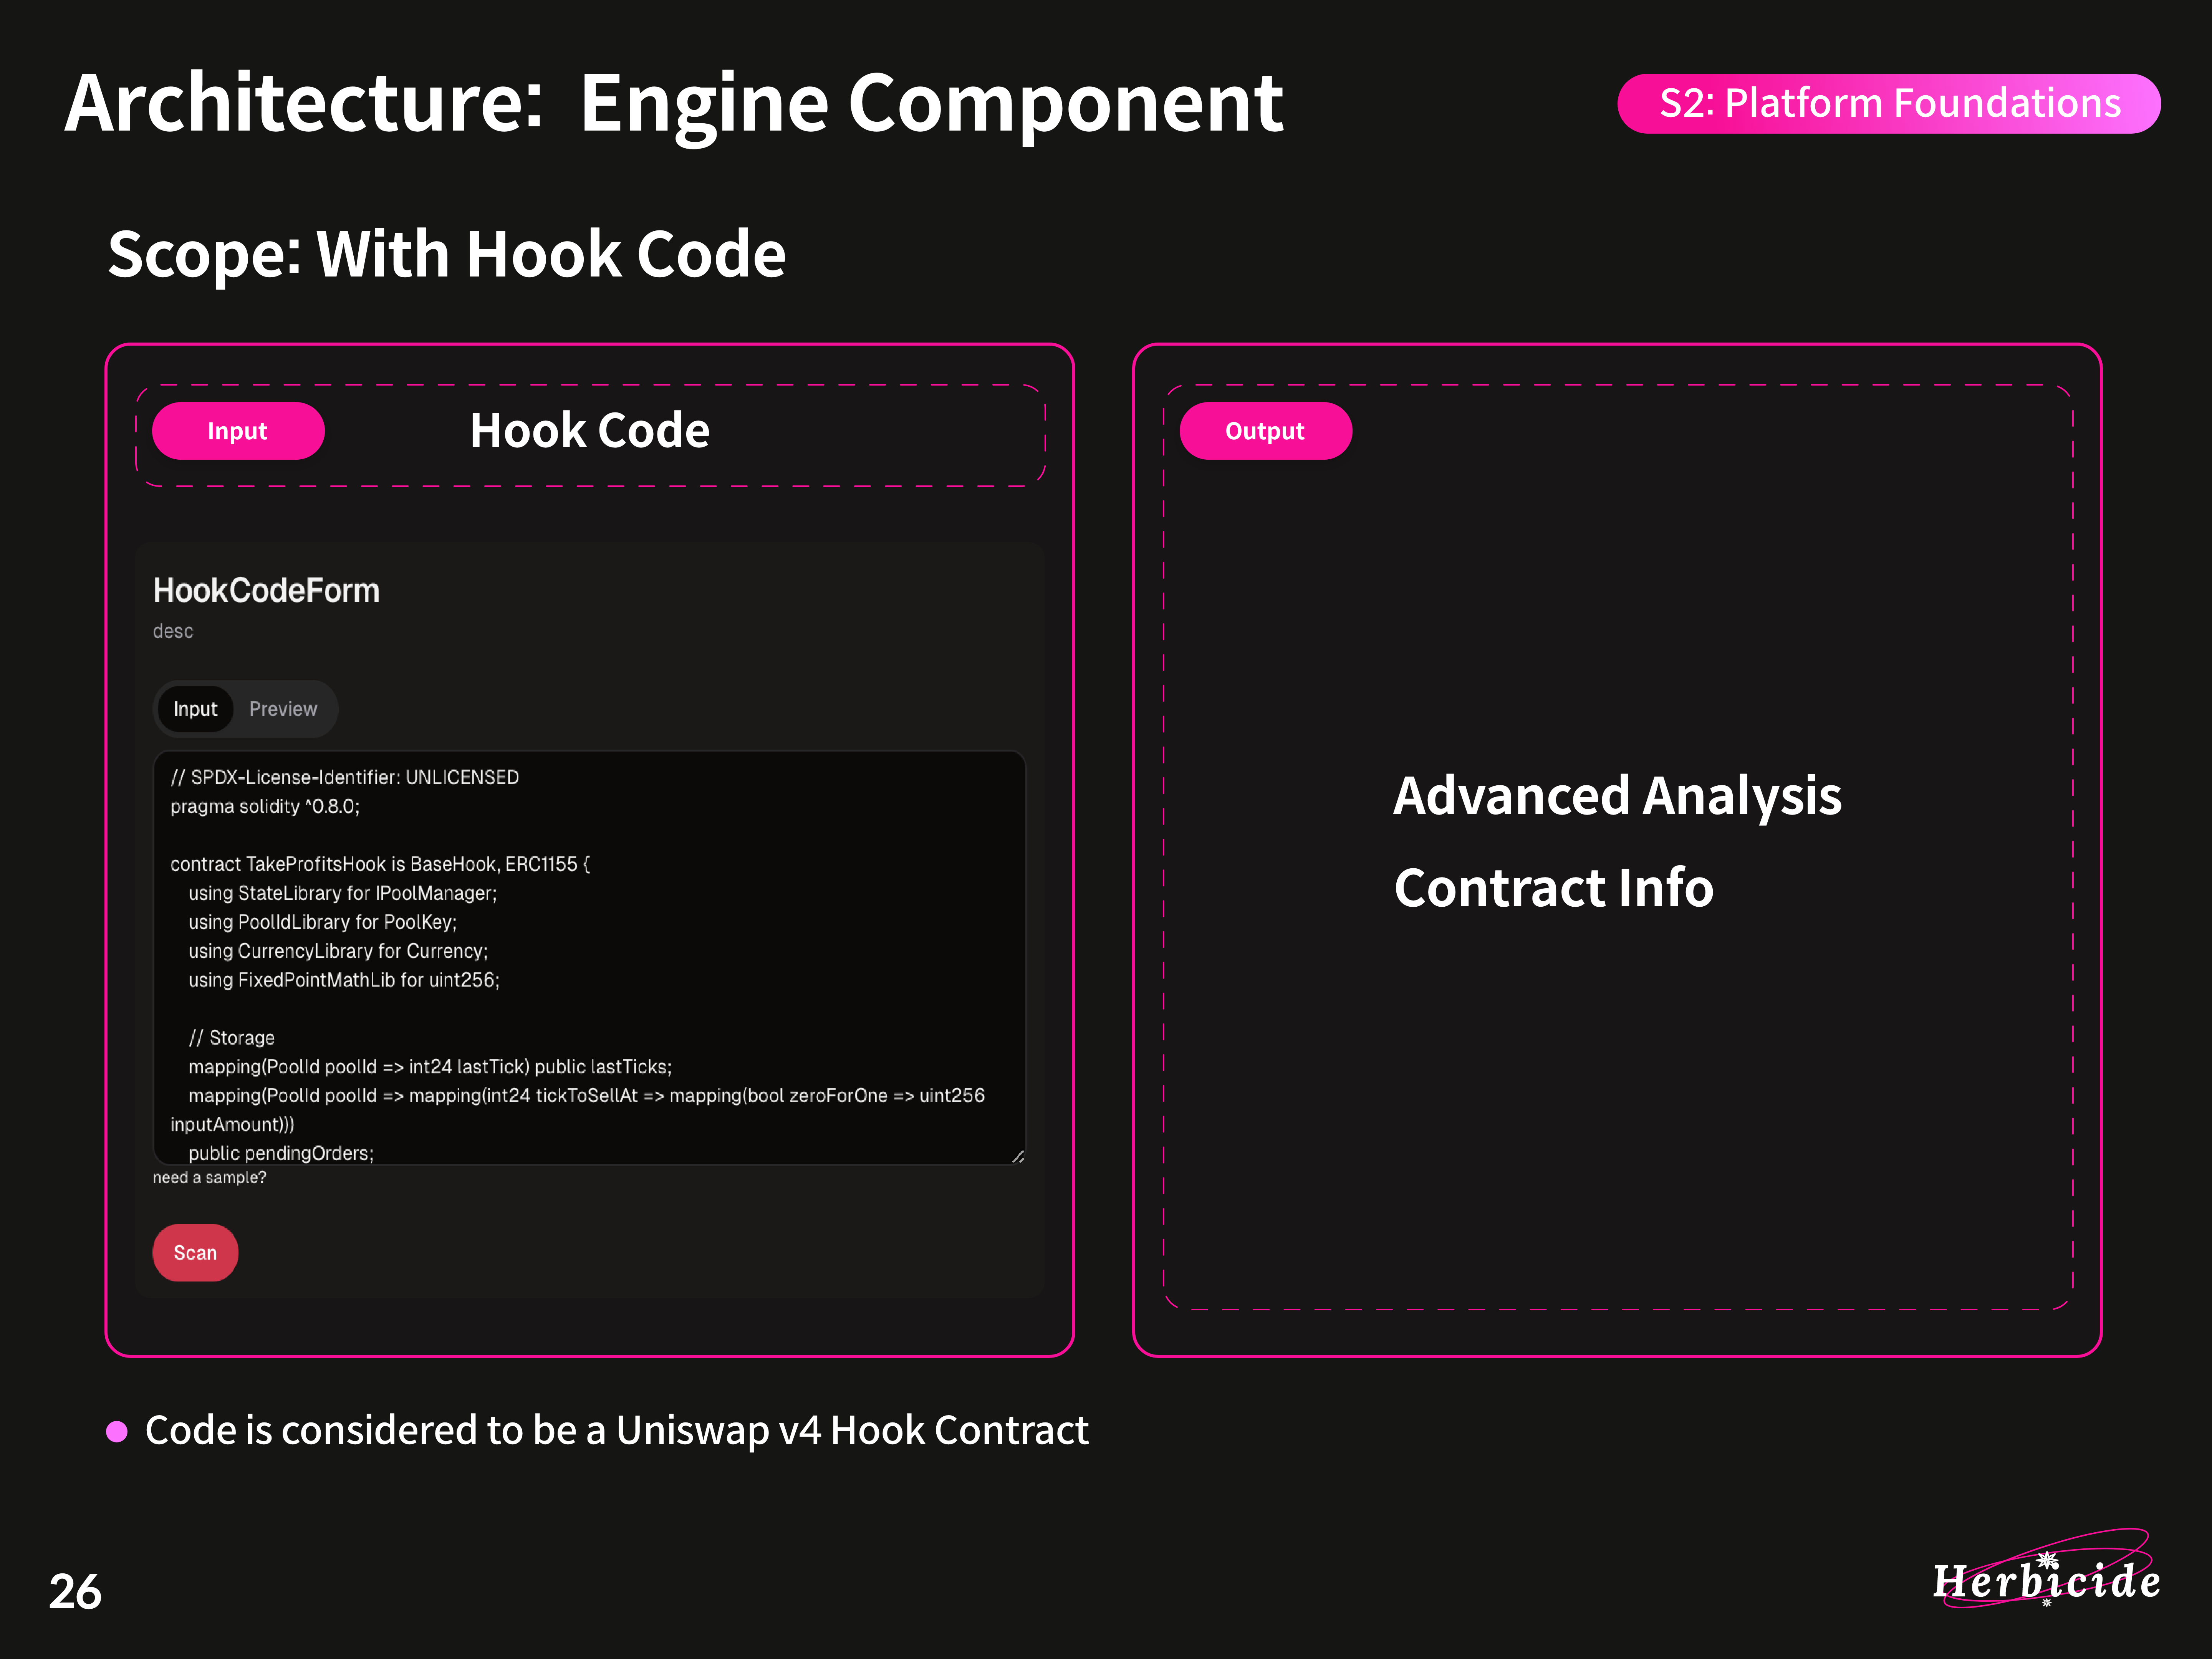 Architecture: Engine Component
S2: Platform Foundations
Scope: With Hook Code
Input
Hook Code
HookCodeForm
desc
Input
Preview
// SPDX-License-Identifier: UNLICENSED
pragma solidity ^0.8.0;
contract TakeProfitsHook is BaseHook, ERC1155 {
using StateLibrary for IPoolManager;
using PoolIdLibrary for PoolKey;
using CurrencyLibrary for Currency;
using FixedPointMathLib for uint256;
// Storage
mapping(PoolId poolId => int24 lastTick) public lastTicks;
mapping(PoolId poolId => mapping(int24 tickToSellAt => mapping(bool zeroForOne => uint256
inputAmount)))
public pendingOrders;
need a sample?
Scan
Output
Advanced Analysis
Contract Info
Code is considered to be a Uniswap v4 Hook Contract
26
Herbicide